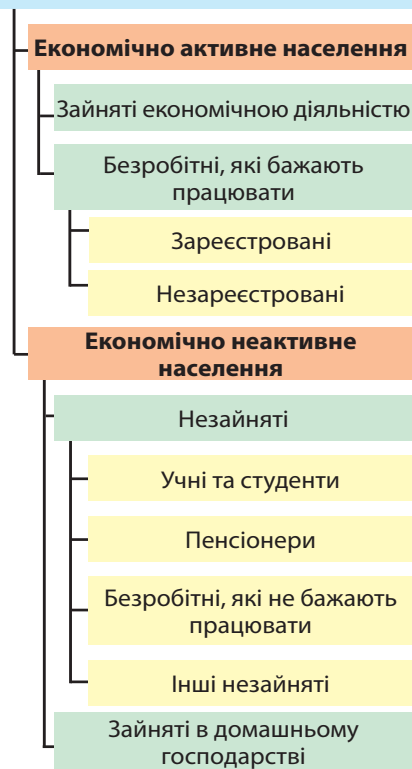 Економічно активне населення
Зайняті економічною діяльністю
Безробітні, які бажають
працювати
Зареєстровані
Незареєстровані
Економічно неактивне
населення
Незайняті
Учні та студенти
Пенсіонери
Безробітні, які не бажають
працювати
Інші незайняті
Зайняті в домашньому
господарстві